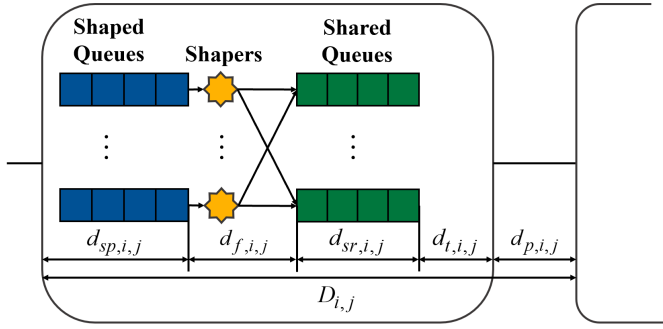 Shaped
Queues
Shapers
Shared
Queues
⋮ ⋮ ⋮
d_{sp,i,j} d_{f,i,j} d_{sr,i,j} d_{t,i,j} d_{p,i,j}
D_{i,j}